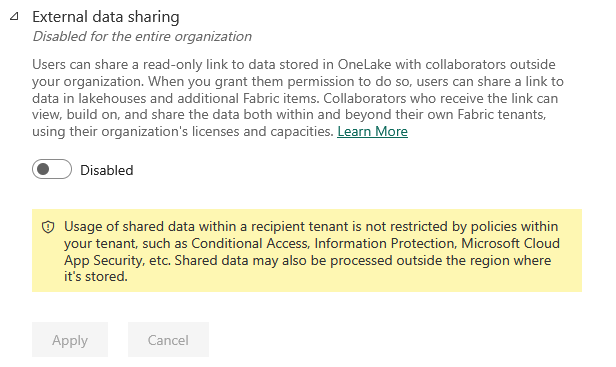 External data sharing
Disabled for the entire organization
Users can share a read-only link to data stored in OneLake with collaborators outside
your organization. When you grant them permission to do so, users can share a link to
data in lakehouses and additional Fabric items. Collaborators who receive the link can
view, build on, and share the data both within and beyond their own Fabric tenants,
using their organization's licenses and capacities. Learn More
Disabled
Usage of shared data within a recipient tenant is not restricted by policies within
your tenant, such as Conditional Access, Information Protection, Microsoft Cloud
App Security, etc. Shared data may also be processed outside the region where
it's stored.
Apply Cancel